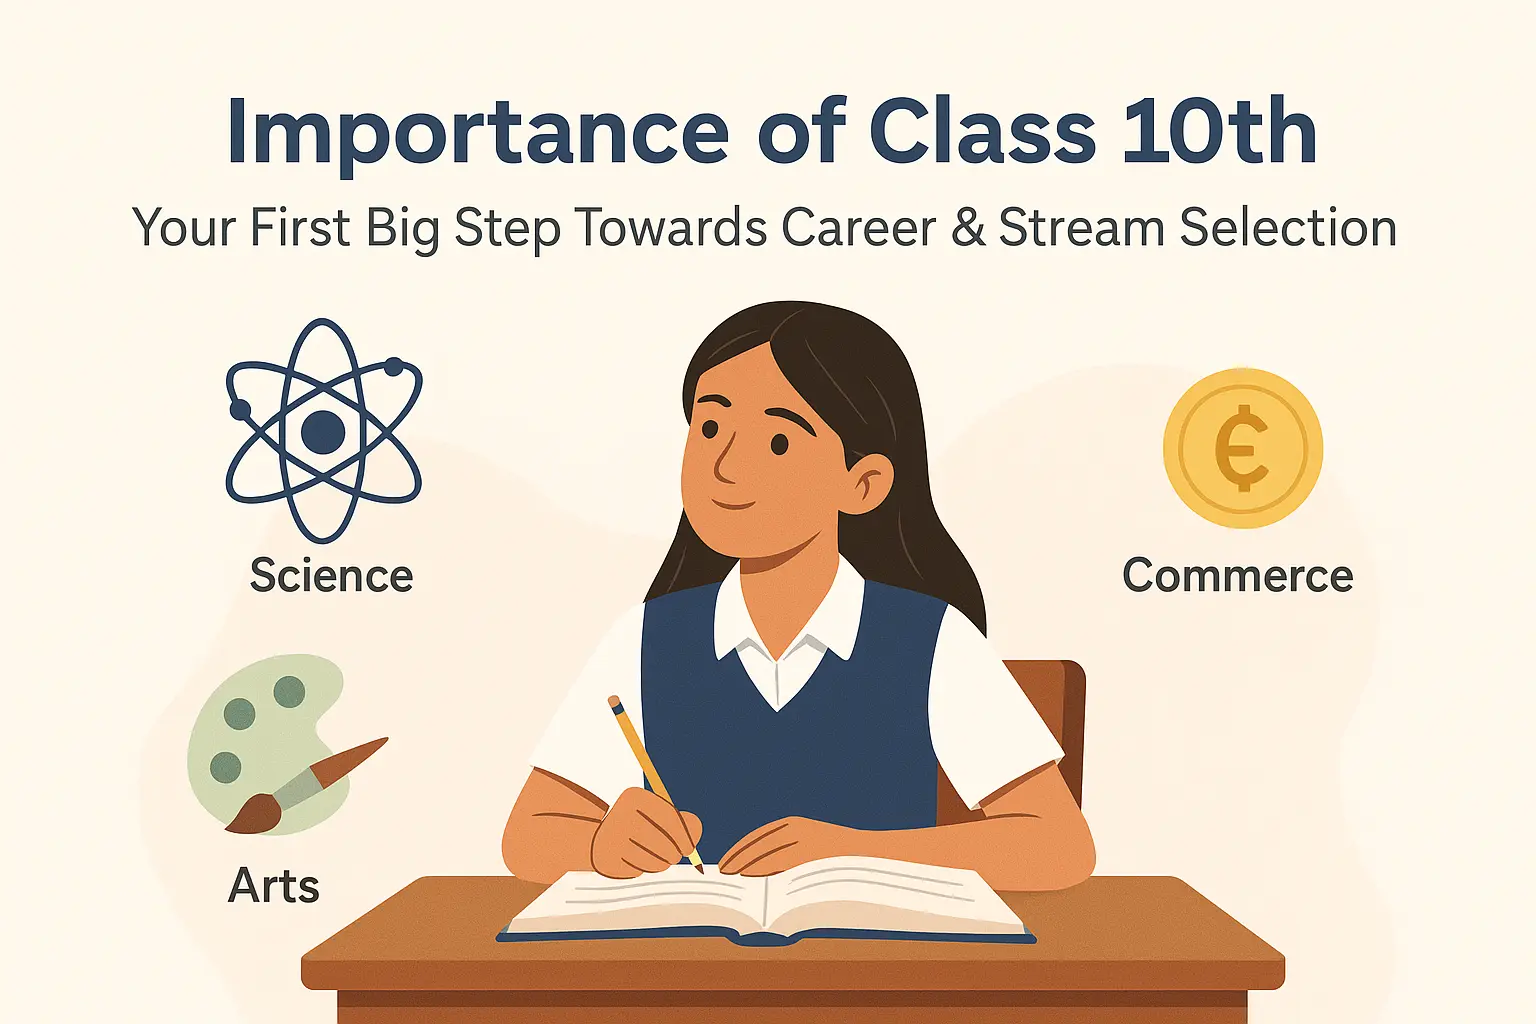 Importance of Class 10th
Your First Big Step Towards Career & Stream Selection
Science
Commerce
Arts